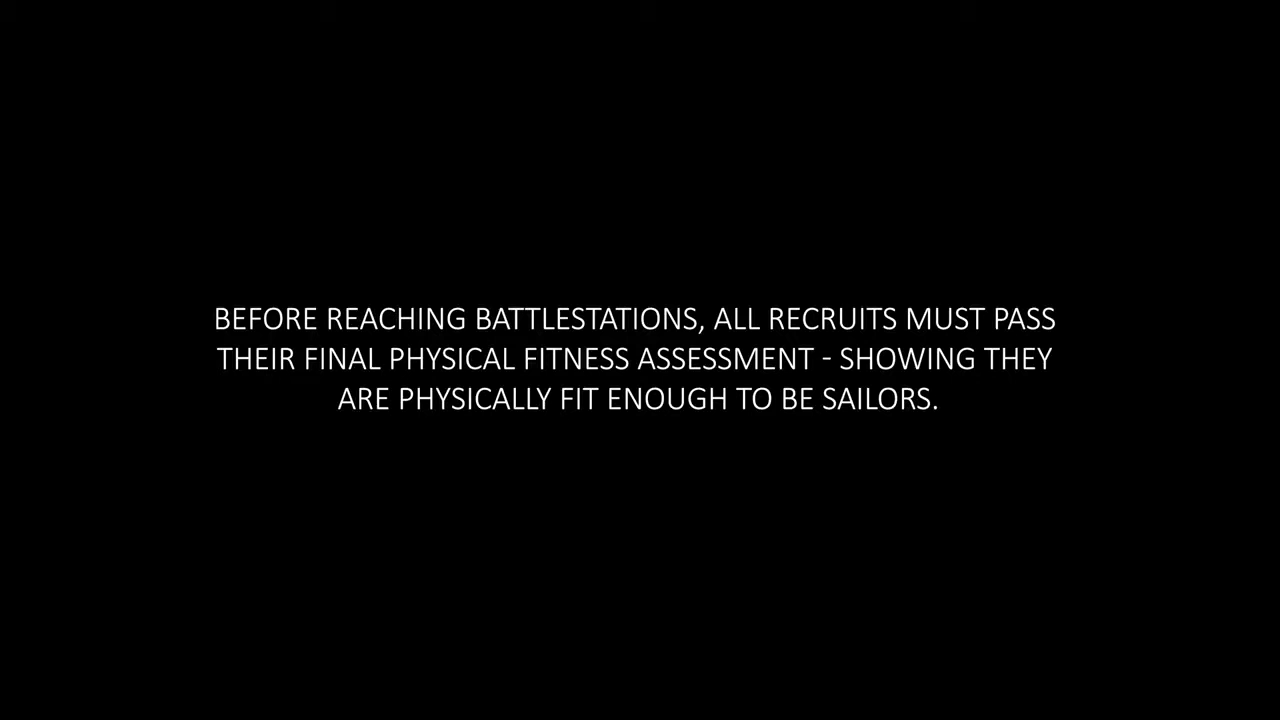 BEFORE REACHING BATTLESTATIONS, ALL RECRUITS MUST PASS
THEIR FINAL PHYSICAL FITNESS ASSESSMENT - SHOWING THEY
ARE PHYSICALLY FIT ENOUGH TO BE SAILORS.